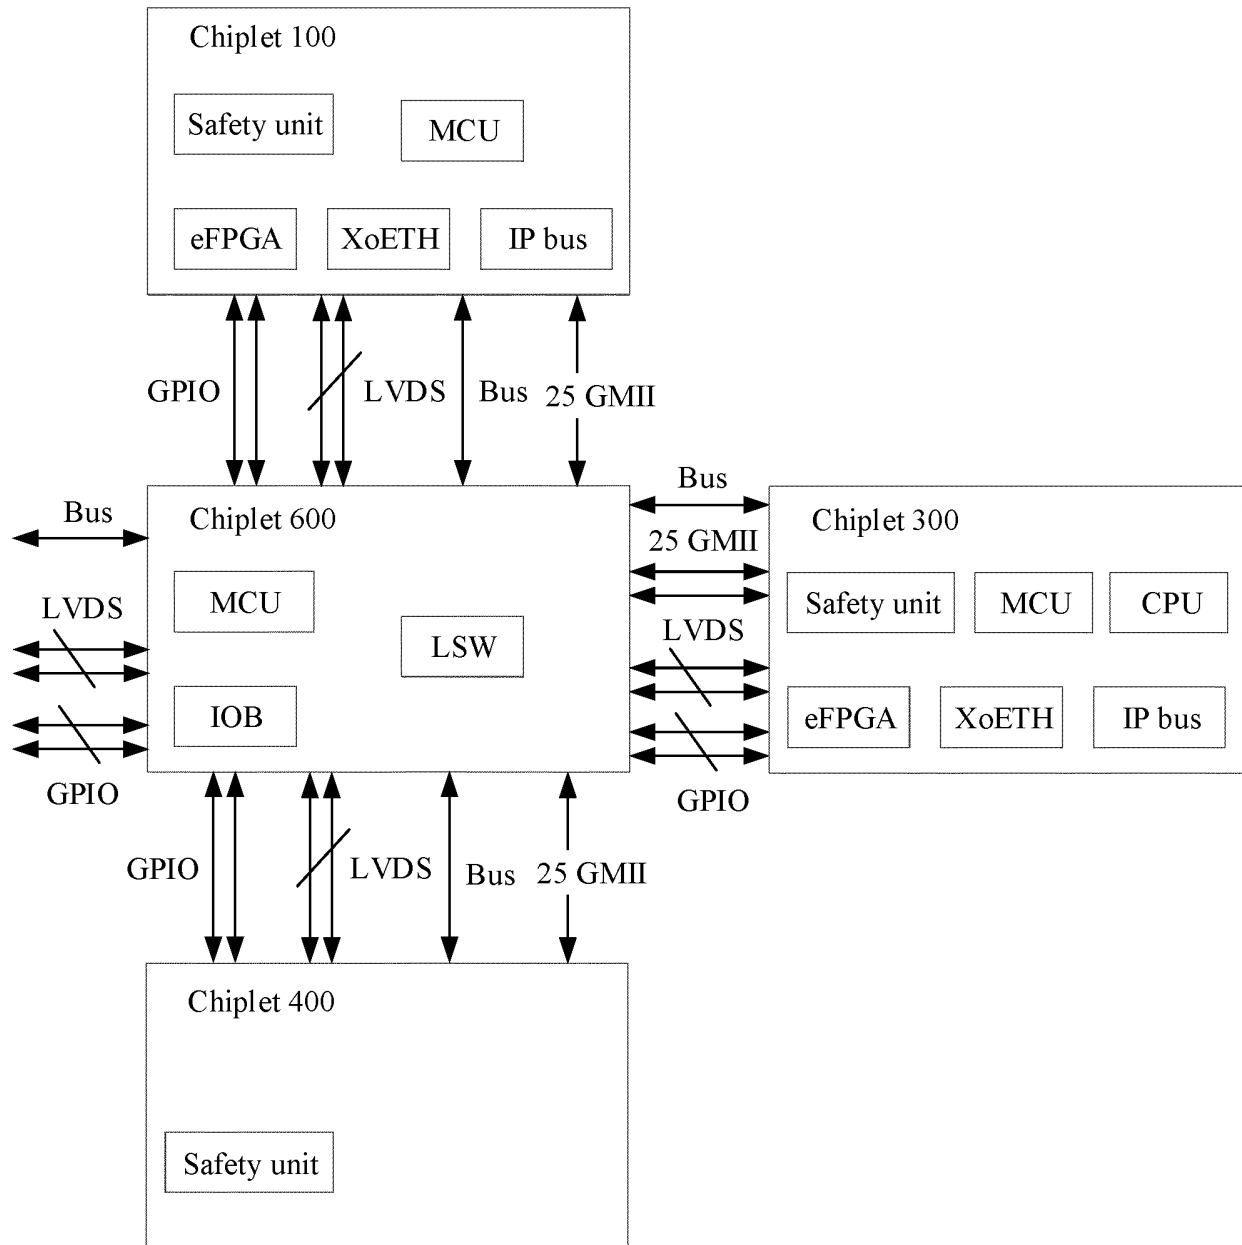 Chiplet 100
Safety unit
MCU
eFPGA
XoETH
IP bus
GPIO
LVDS
Bus
25 GMII
Bus
LVDS
GPIO
Chiplet 600
MCU
LSW
IOB
Bus
25 GMII
LVDS
GPIO
Chiplet 300
Safety unit
MCU
CPU
eFPGA
XoETH
IP bus
GPIO
LVDS
Bus
25 GMII
Chiplet 400
Safety unit